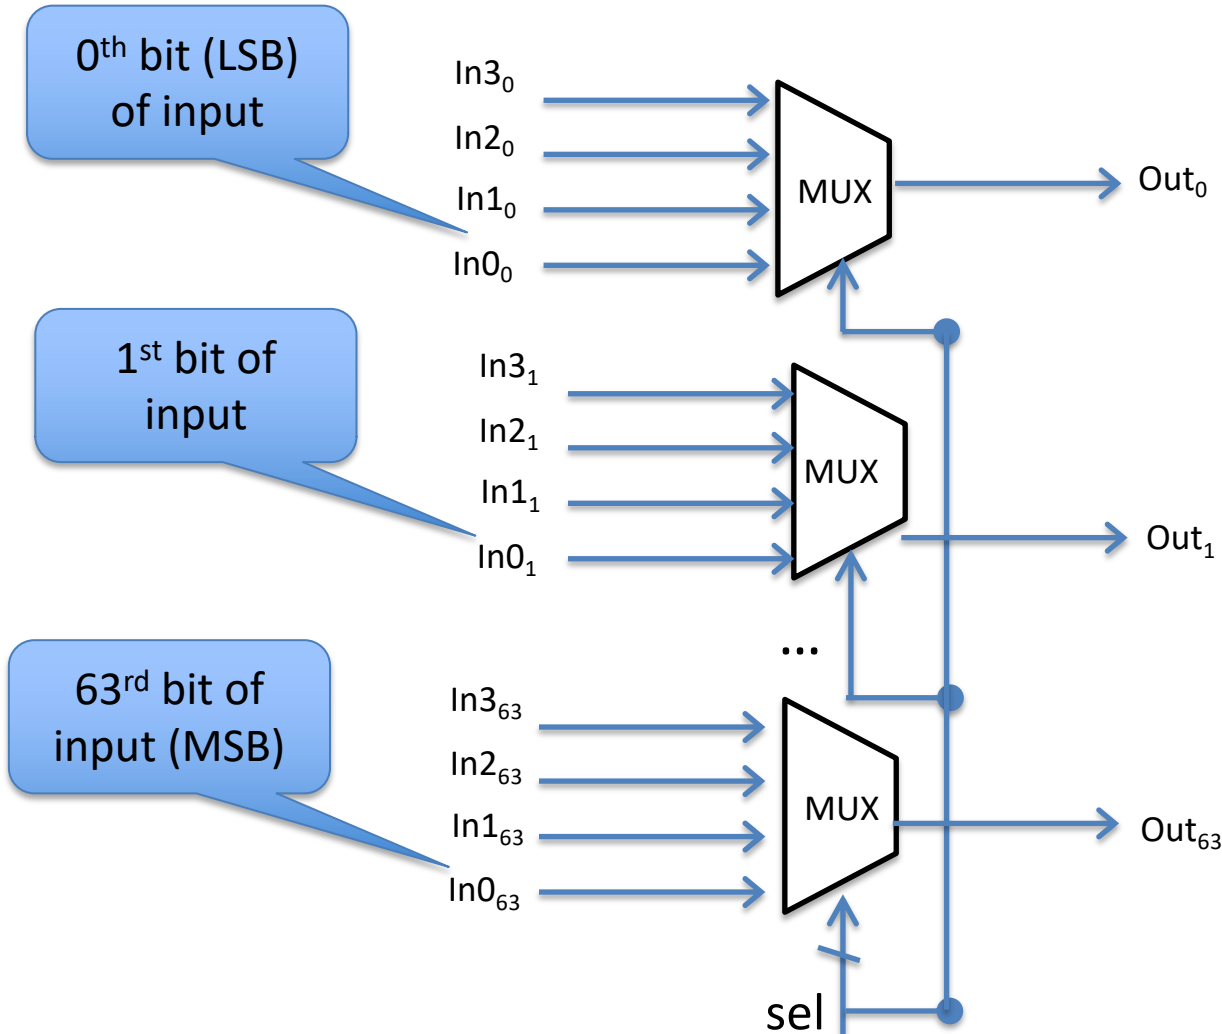 0th bit (LSB)
of input
In3₀
In2₀
In1₀
In0₀
MUX
Out₀
1st bit of
input
In3₁
In2₁
In1₁
In0₁
MUX
Out₁
...
63rd bit of
input (MSB)
In3₆₃
In2₆₃
In1₆₃
In0₆₃
MUX
Out₆₃
sel